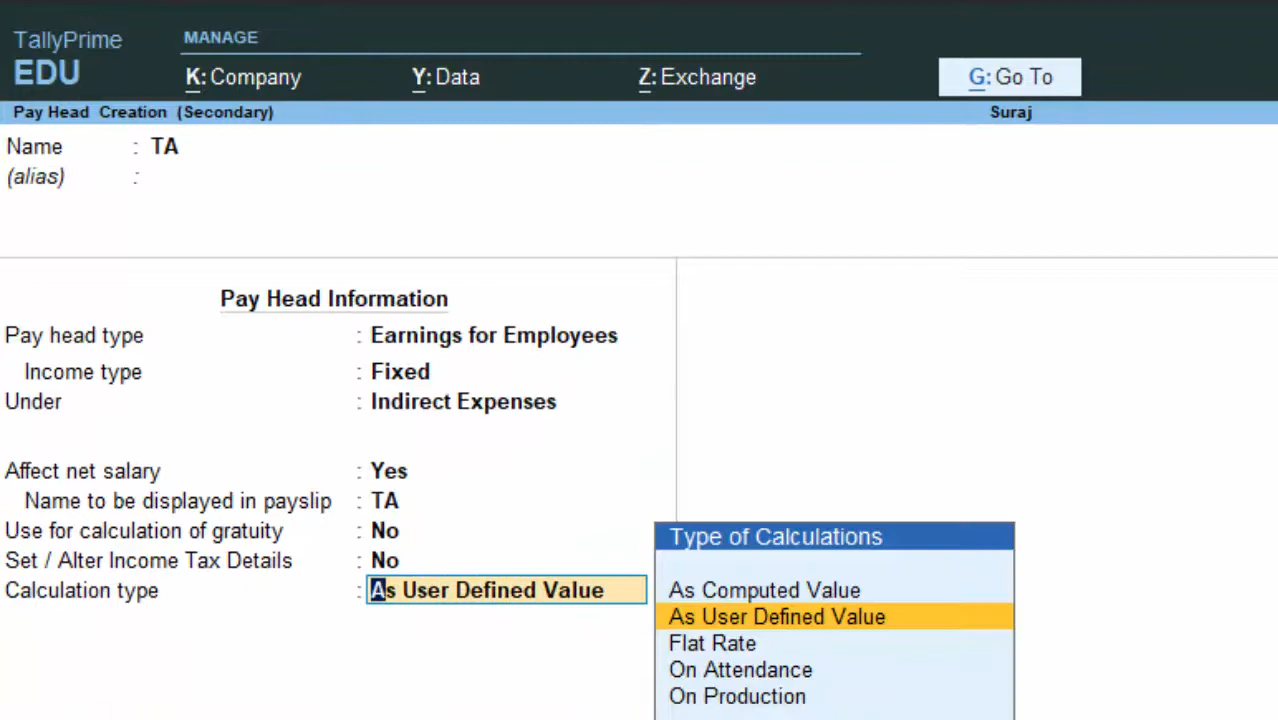 TallyPrime
EDU
MANAGE
K: Company
Y: Data
Z: Exchange
G: Go To
Pay Head Creation (Secondary)
Suraj
Name : TA
(alias) :
Pay Head Information
Pay head type : Earnings for Employees
Income type : Fixed
Under : Indirect Expenses
Affect net salary : Yes
Name to be displayed in payslip : TA
Use for calculation of gratuity : No
Set / Alter Income Tax Details : No
Calculation type : As User Defined Value
Type of Calculations
As Computed Value
As User Defined Value
Flat Rate
On Attendance
On Production